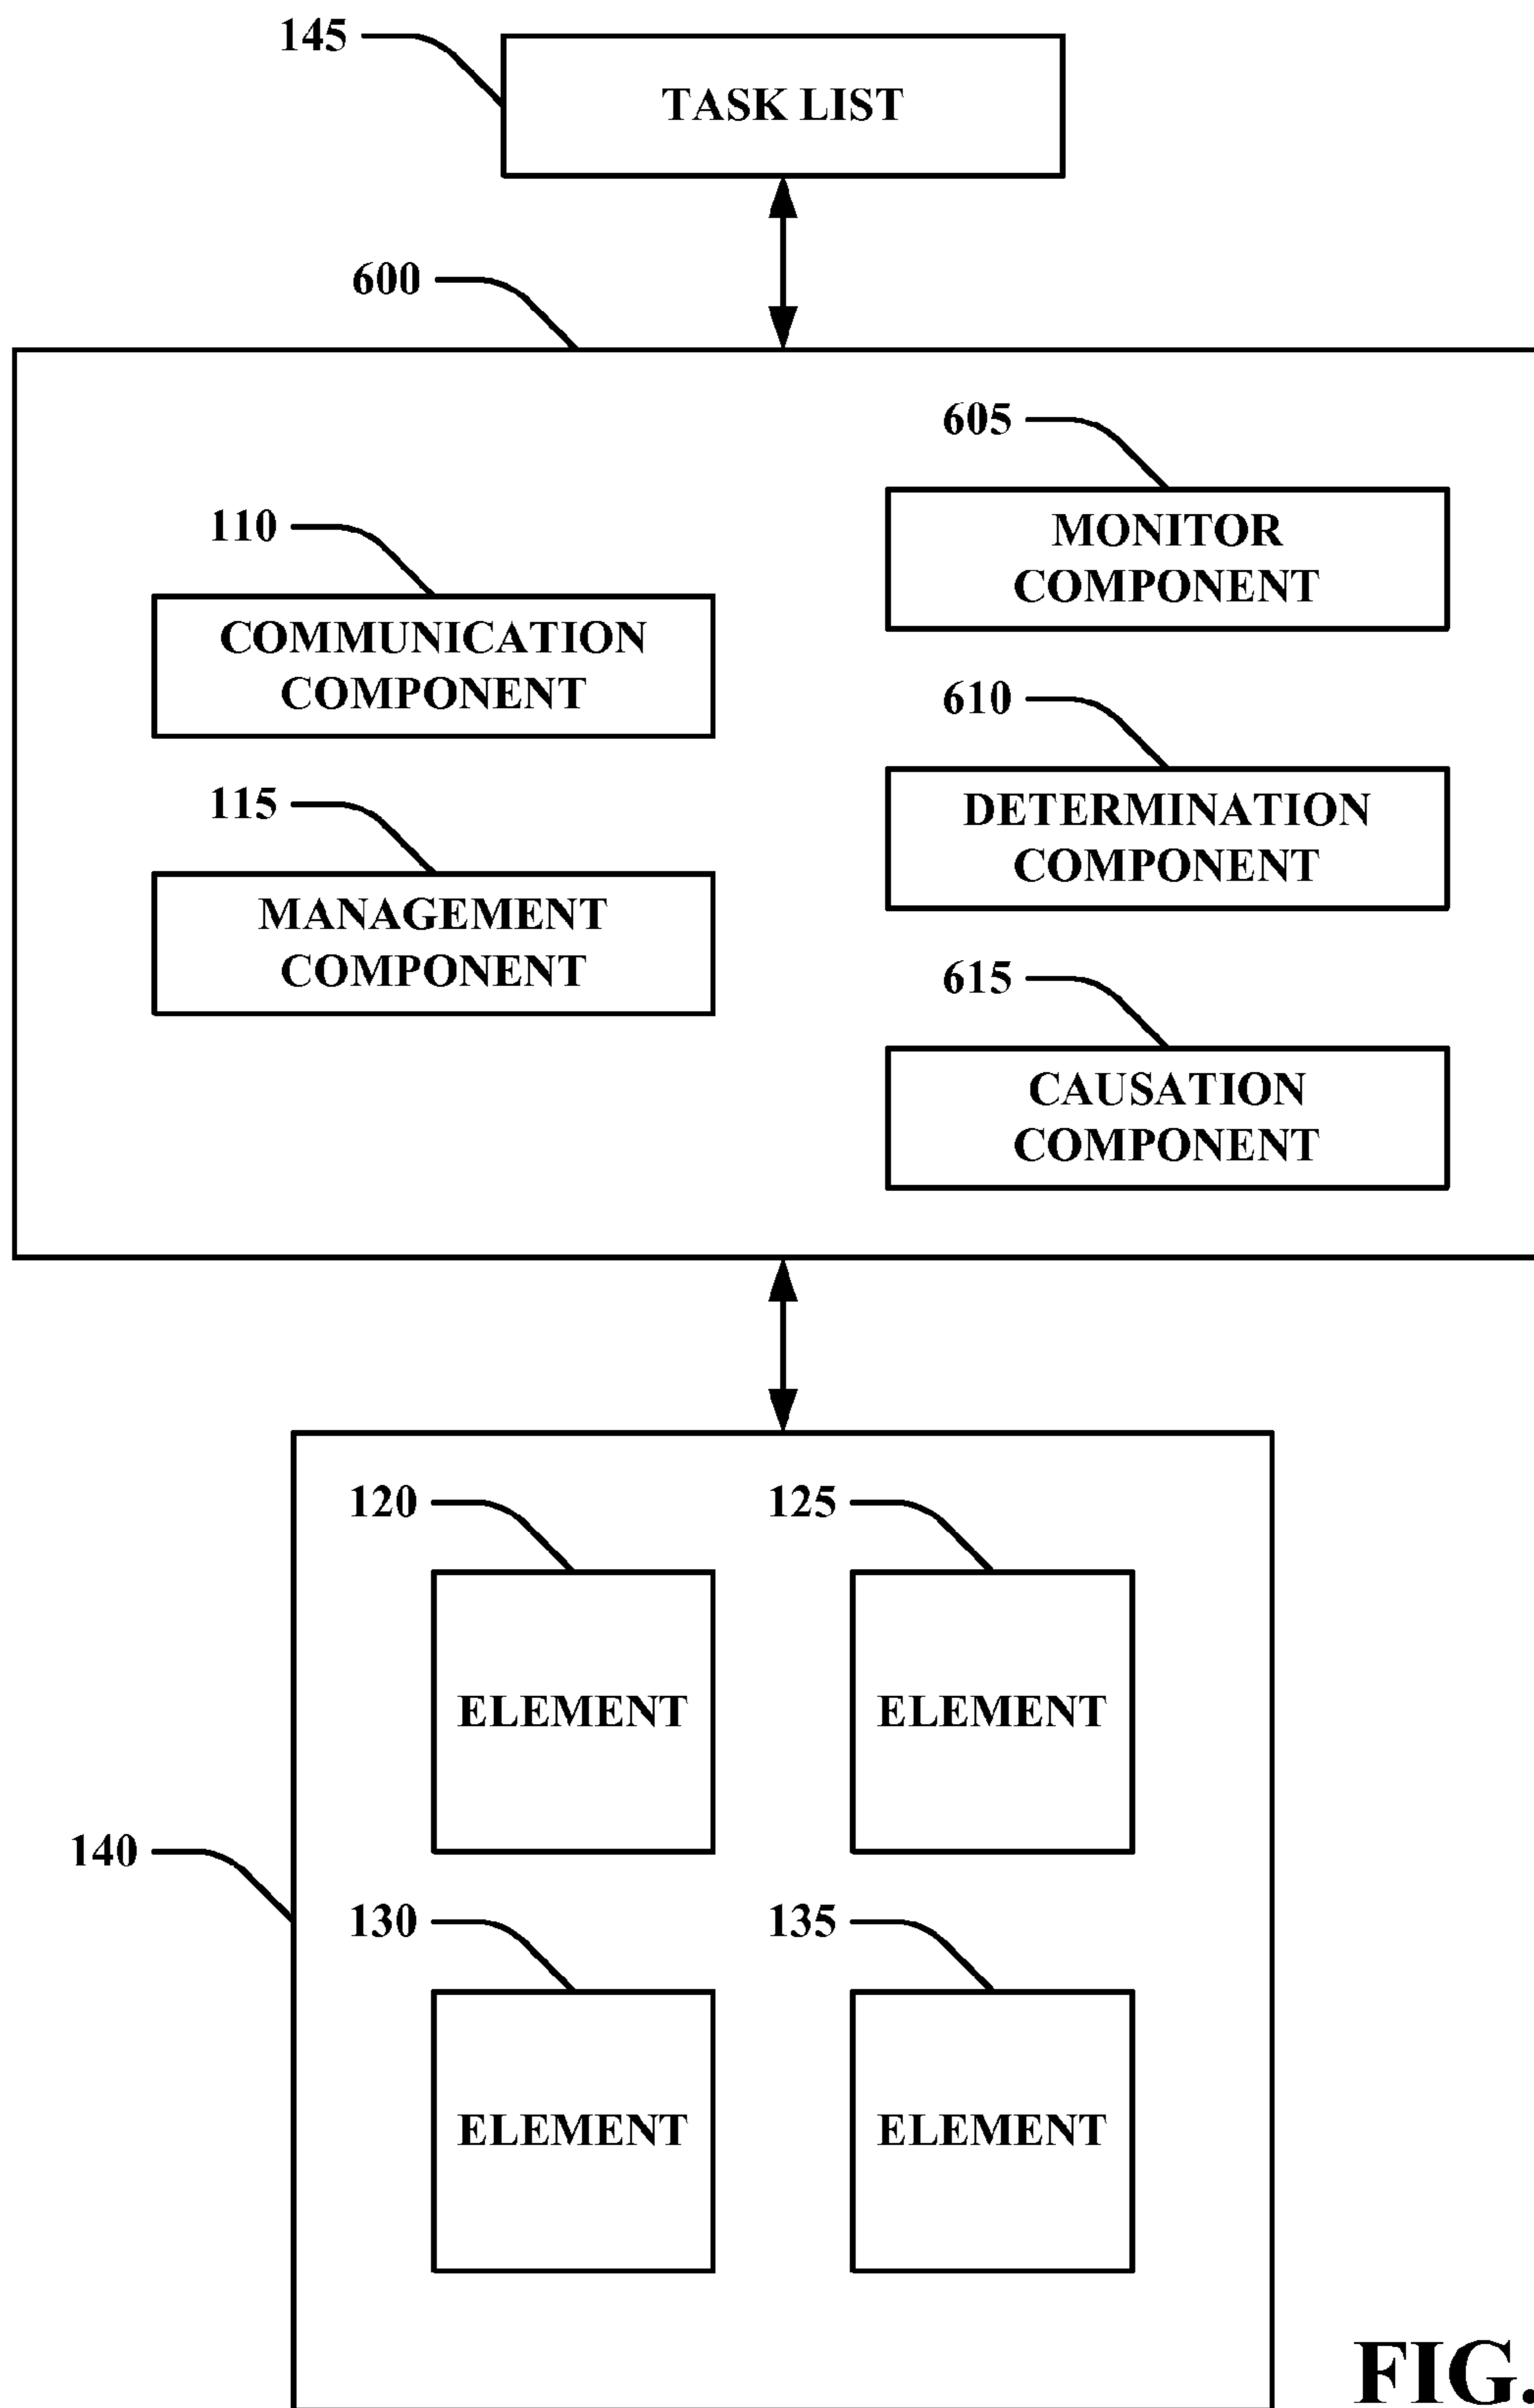 145
TASK LIST
600
605
MONITOR
COMPONENT
110
COMMUNICATION
COMPONENT
610
DETERMINATION
COMPONENT
115
MANAGEMENT
COMPONENT
615
CAUSATION
COMPONENT
120
125
ELEMENT
ELEMENT
140
130
135
ELEMENT
ELEMENT
FIG.